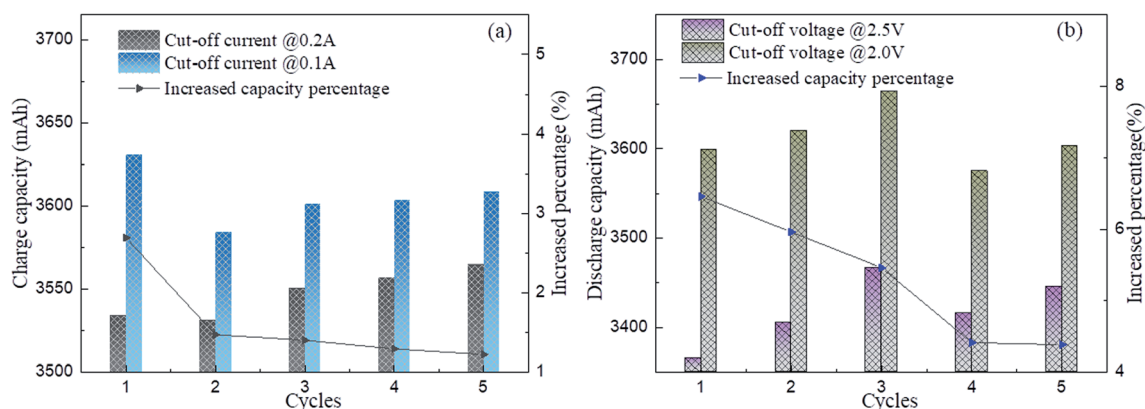 (a)
Cut-off current @0.2A
Cut-off current @0.1A
Increased capacity percentage
Charge capacity (mAh)
3700
3650
3600
3550
3500
Increased percentage (%)
5
4
3
2
1
1 2 3 4 5
Cycles
(b)
Cut-off voltage @2.5V
Cut-off voltage @2.0V
Increased capacity percentage
Discharge capacity (mAh)
3700
3600
3500
3400
Increased percentage(%)
8
6
4
1 2 3 4 5
Cycles